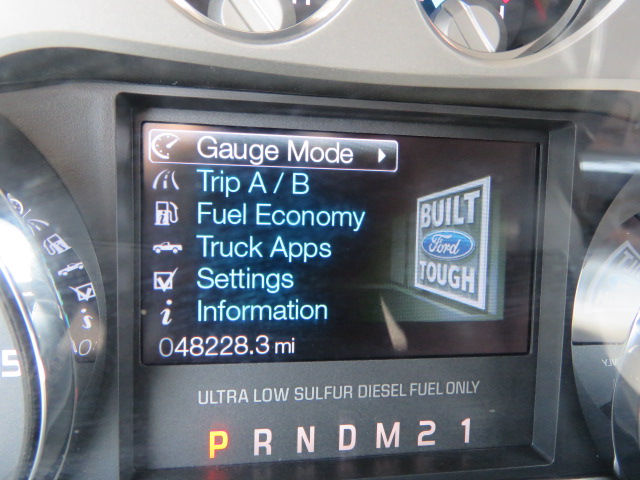 Gauge Mode
Trip A / B
Fuel Economy
Truck Apps
Settings
Information
048228.3 mi
BUILT
Ford
TOUGH
ULTRA LOW SULFUR DIESEL FUEL ONLY
P R N D M 2 1